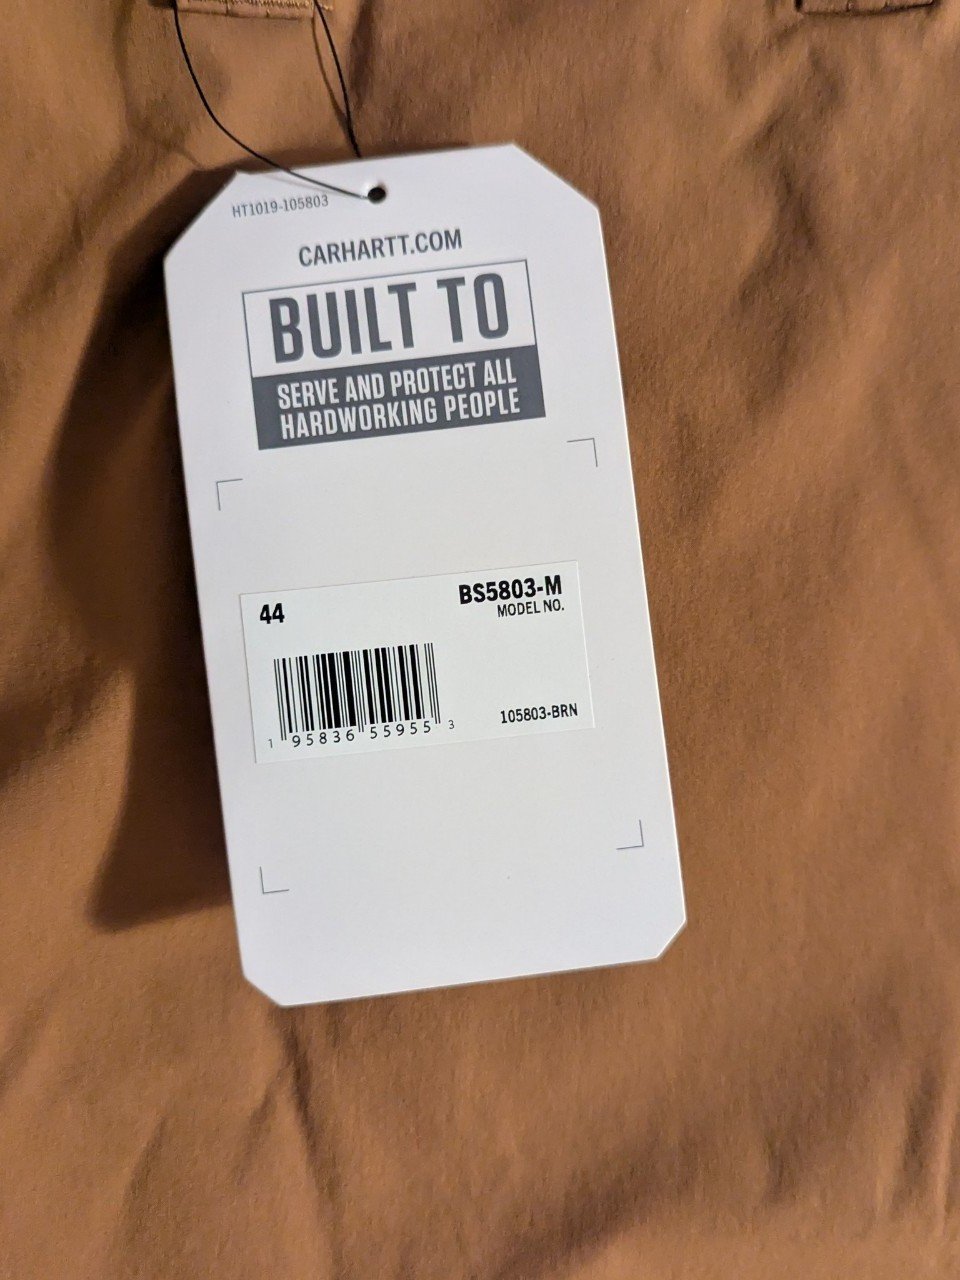 HT1019-105803
CARHARTT.COM
BUILT TO
SERVE AND PROTECT ALL
HARDWORKING PEOPLE
44
BS5803-M
MODEL NO.
105803-BRN
1 95836 55955 3